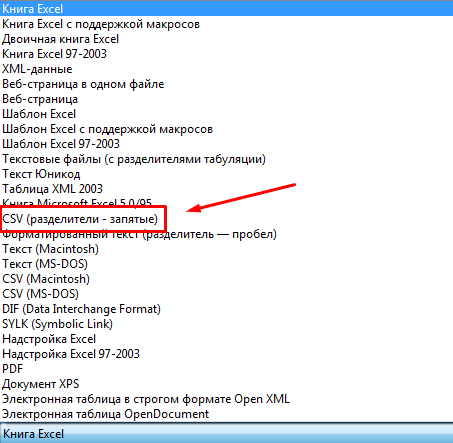 Книга Excel
Книга Excel с поддержкой макросов
Двоичная книга Excel
Книга Excel 97-2003
XML-данные
Веб-страница в одном файле
Веб-страница
Шаблон Excel
Шаблон Excel с поддержкой макросов
Шаблон Excel 97-2003
Текстовые файлы (с разделителями табуляции)
Текст Юникод
Таблица XML 2003
Книга Microsoft Excel 5.0/95
CSV (разделители - запятые)
Форматированный текст (разделитель — пробел)
Текст (Macintosh)
Текст (MS-DOS)
CSV (Macintosh)
CSV (MS-DOS)
DIF (Data Interchange Format)
SYLK (Symbolic Link)
Надстройка Excel
Надстройка Excel 97-2003
PDF
Документ XPS
Электронная таблица в строгом формате Open XML
Электронная таблица OpenDocument
Книга Excel